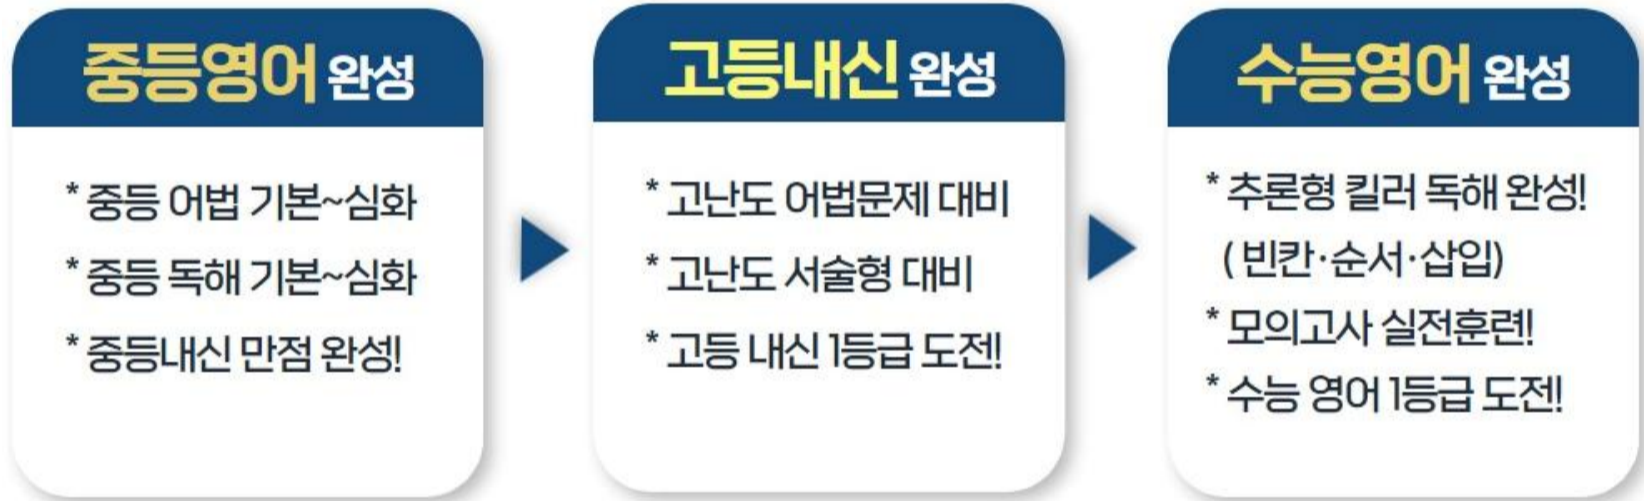 중등영어 완성
* 중등 어법 기본~심화
* 중등 독해 기본~심화
* 중등내신 만점 완성!
고등내신 완성
* 고난도 어법문제 대비
* 고난도 서술형 대비
* 고등 내신 1등급 도전!
수능영어 완성
* 추론형 킬러 독해 완성!
( 빈칸·순서·삽입)
* 모의고사 실전훈련!
* 수능 영어 1등급 도전!